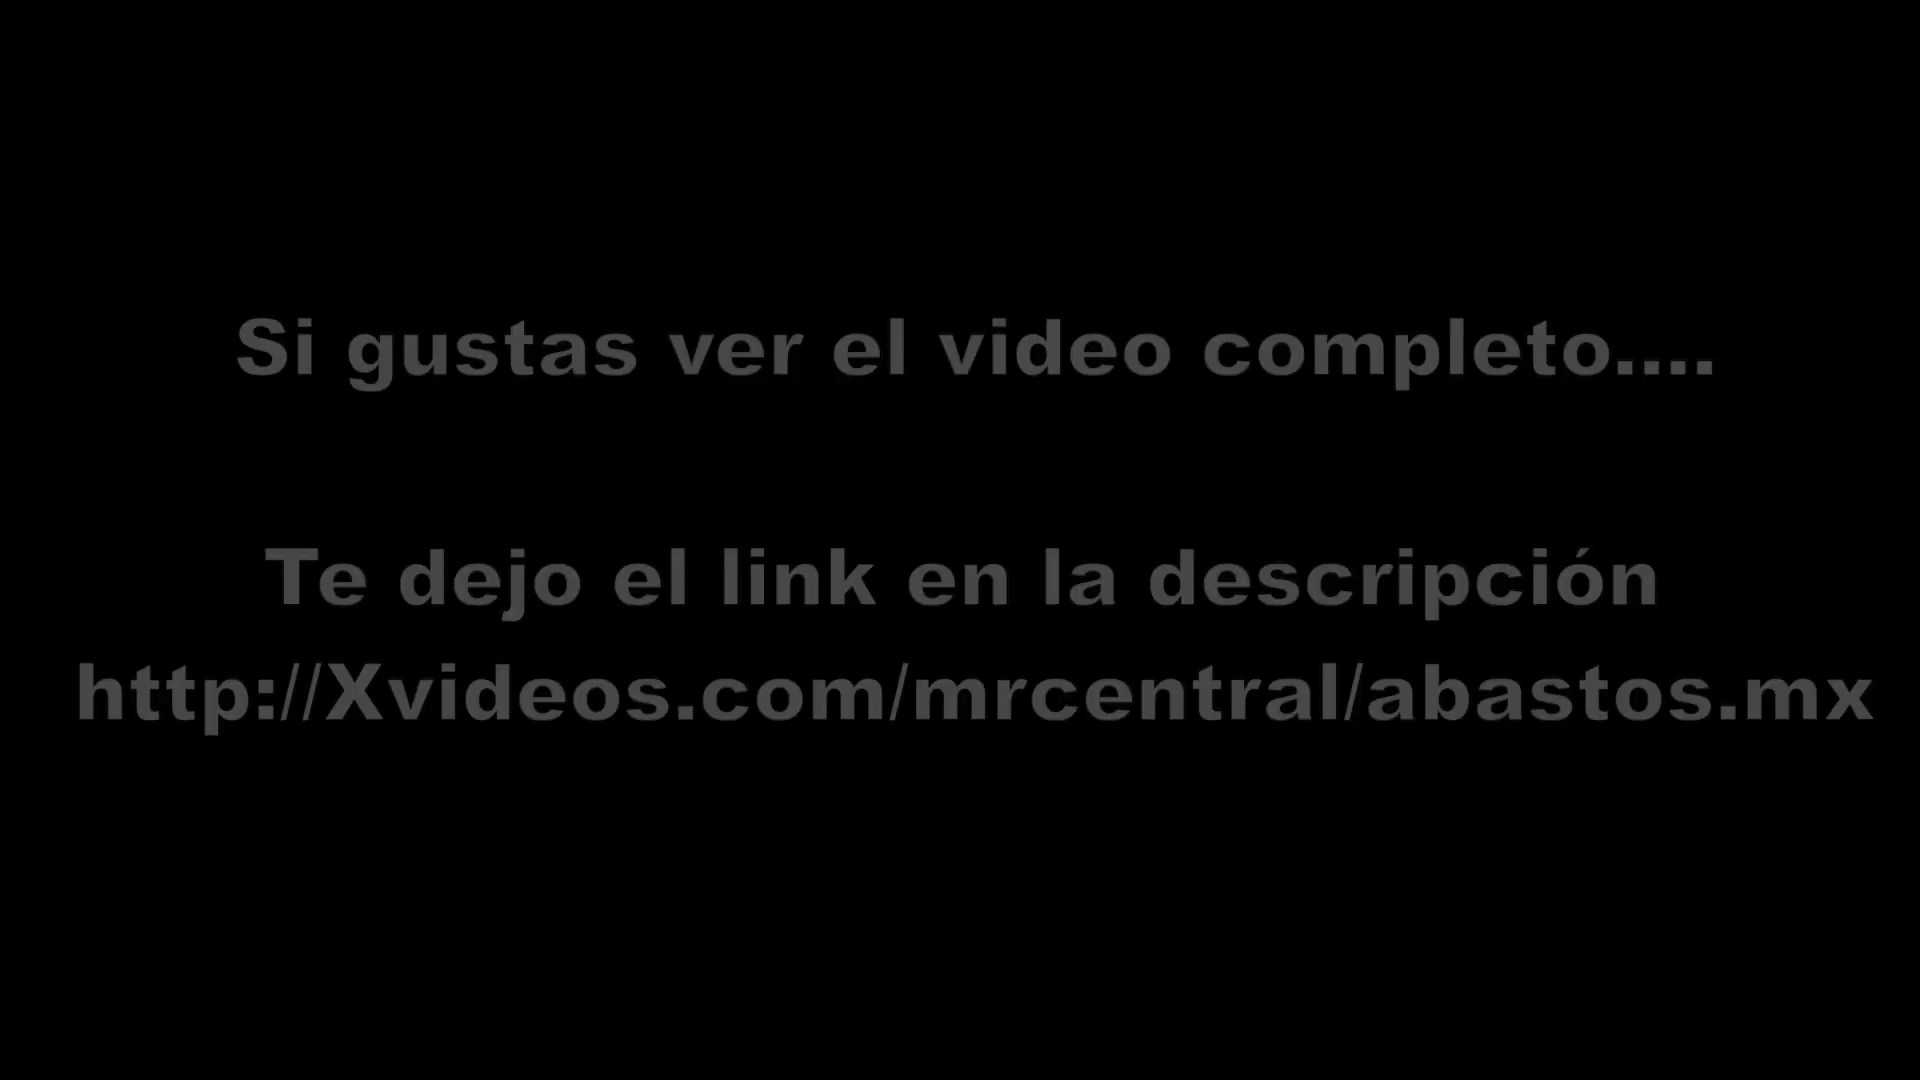 Si gustas ver el video completo....
Te dejo el link en la descripción
http://Xvideos.com/mrcentral/abastos.mx